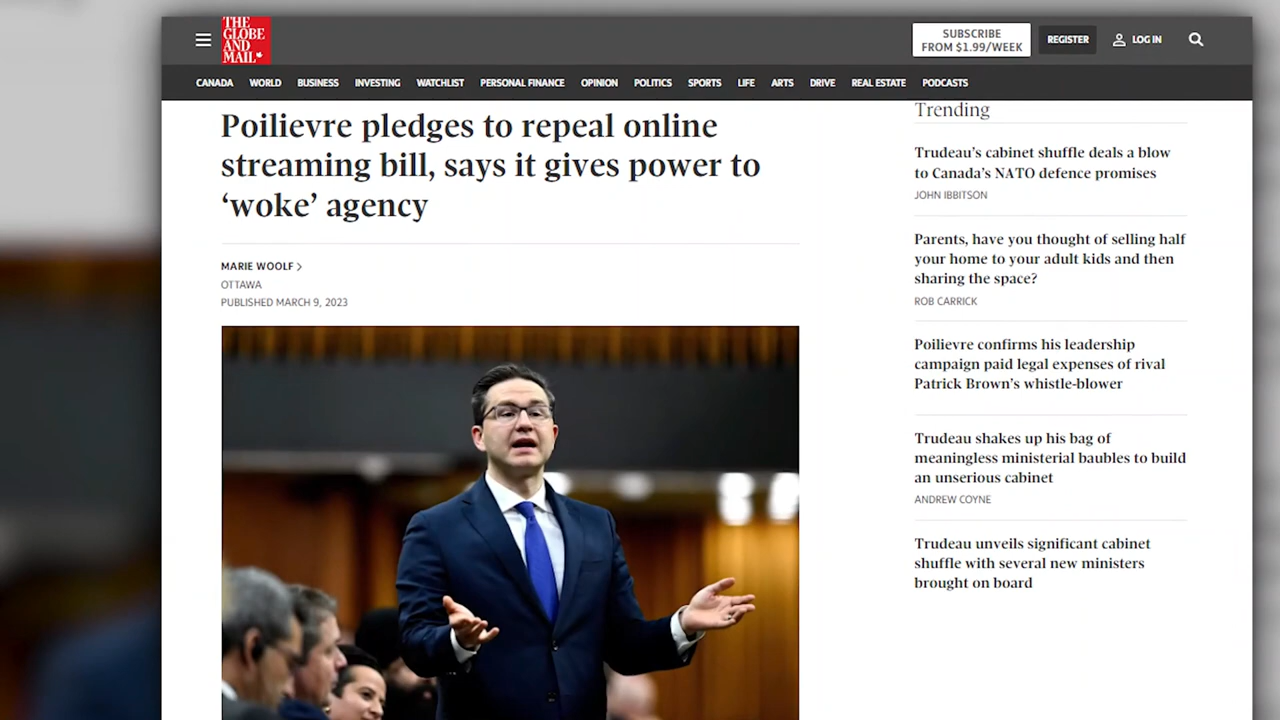 THE
GLOBE
AND
MAIL
SUBSCRIBE
FROM $1.99/WEEK
REGISTER
LOG IN
CANADA WORLD BUSINESS INVESTING WATCHLIST PERSONAL FINANCE OPINION POLITICS SPORTS LIFE ARTS DRIVE REAL ESTATE PODCASTS
Poilievre pledges to repeal online
streaming bill, says it gives power to
‘woke’ agency
MARIE WOOLF >
OTTAWA
PUBLISHED MARCH 9, 2023
Trending
Trudeau’s cabinet shuffle deals a blow
to Canada’s NATO defence promises
JOHN IBBITSON
Parents, have you thought of selling half
your home to your adult kids and then
sharing the space?
ROB CARRICK
Poilievre confirms his leadership
campaign paid legal expenses of rival
Patrick Brown’s whistle-blower
Trudeau shakes up his bag of
meaningless ministerial baubles to build
an unserious cabinet
ANDREW COYNE
Trudeau unveils significant cabinet
shuffle with several new ministers
brought on board